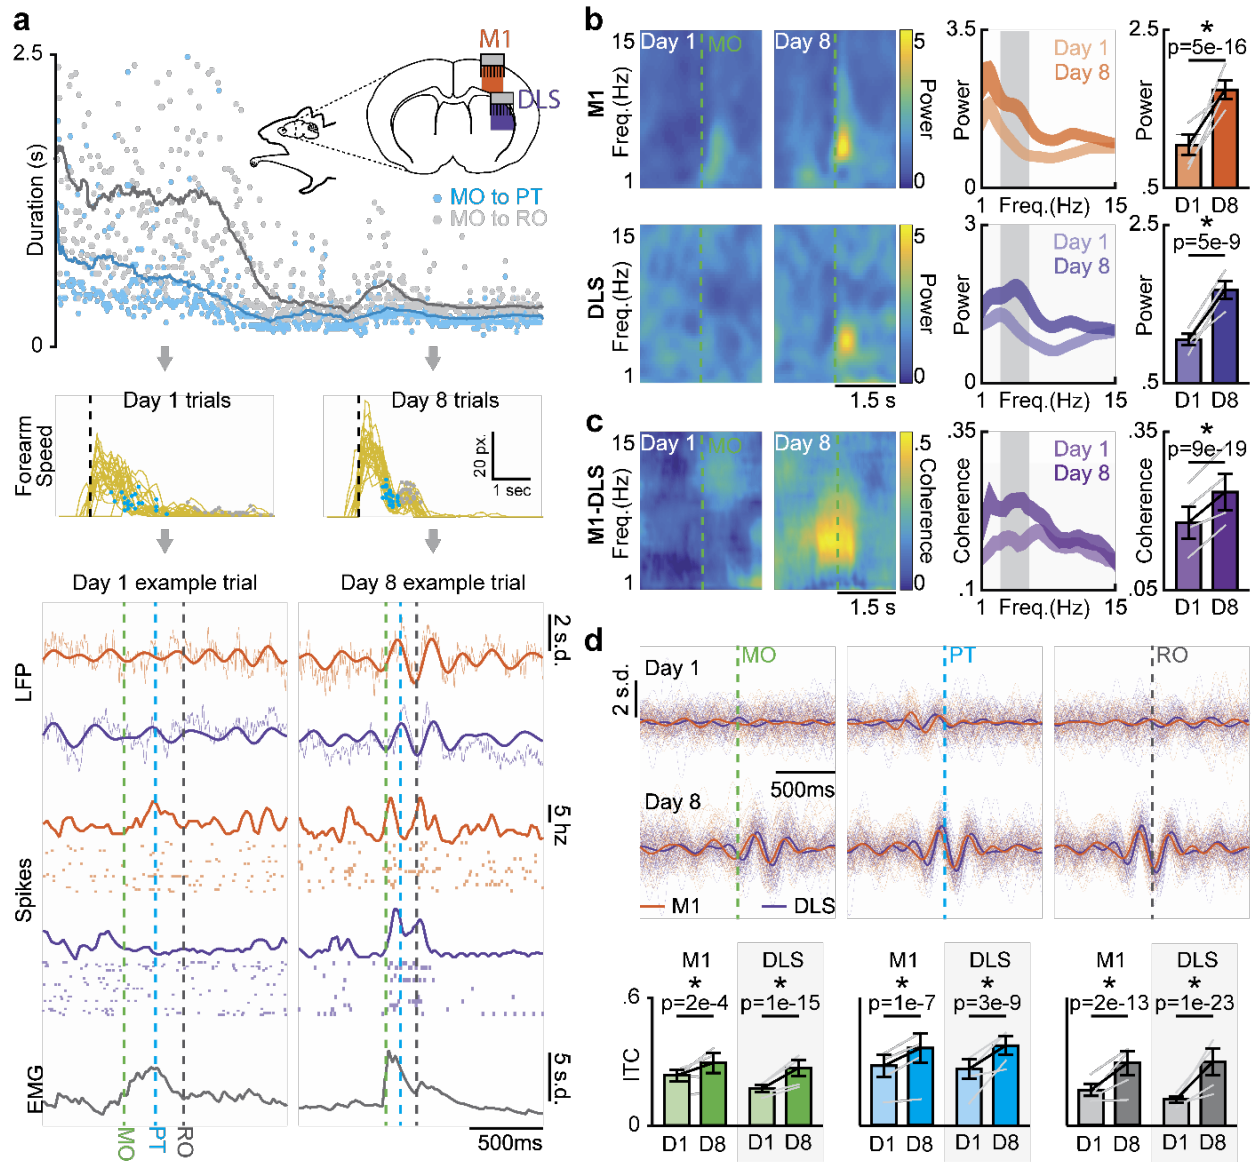 a
2.5
Duration (s)
0
M1
DLS
MO to PT
MO to RO
Day 1 trials
Day 8 trials
Forearm
Speed
20 px.
1 sec
Day 1 example trial
Day 8 example trial
LFP
2 s.d.
Spikes
5 hz
EMG
5 s.d.
MO
PT
RO
500ms
b
M1
15
Freq.(Hz)
1
Day 1
MO
Day 8
5
Power
0
3.5
Power
0
Day 1
Day 8
1 Freq.(Hz) 15
2.5
*
p=5e-16
Power
.5
D1 D8
DLS
15
Freq.(Hz)
1
5
Power
0
1.5 s
3
Power
0
Day 1
Day 8
1 Freq.(Hz) 15
2.5
*
p=5e-9
Power
.5
D1 D8
c
M1-DLS
15
Freq.(Hz)
1
Day 1
MO
Day 8
.5
Coherence
0
1.5 s
.35
Coherence
.1
Day 1
Day 8
1 Freq.(Hz) 15
.35
*
p=9e-19
Coherence
.05
D1 D8
d
MO
PT
RO
Day 1
2 s.d.
500ms
Day 8
M1
DLS
M1 DLS M1 DLS M1 DLS
* * * * * *
p=2e-4 p=1e-15 p=1e-7 p=3e-9 p=2e-13 p=1e-23
.6
ITC
0
D1 D8 D1 D8 D1 D8 D1 D8 D1 D8 D1 D8